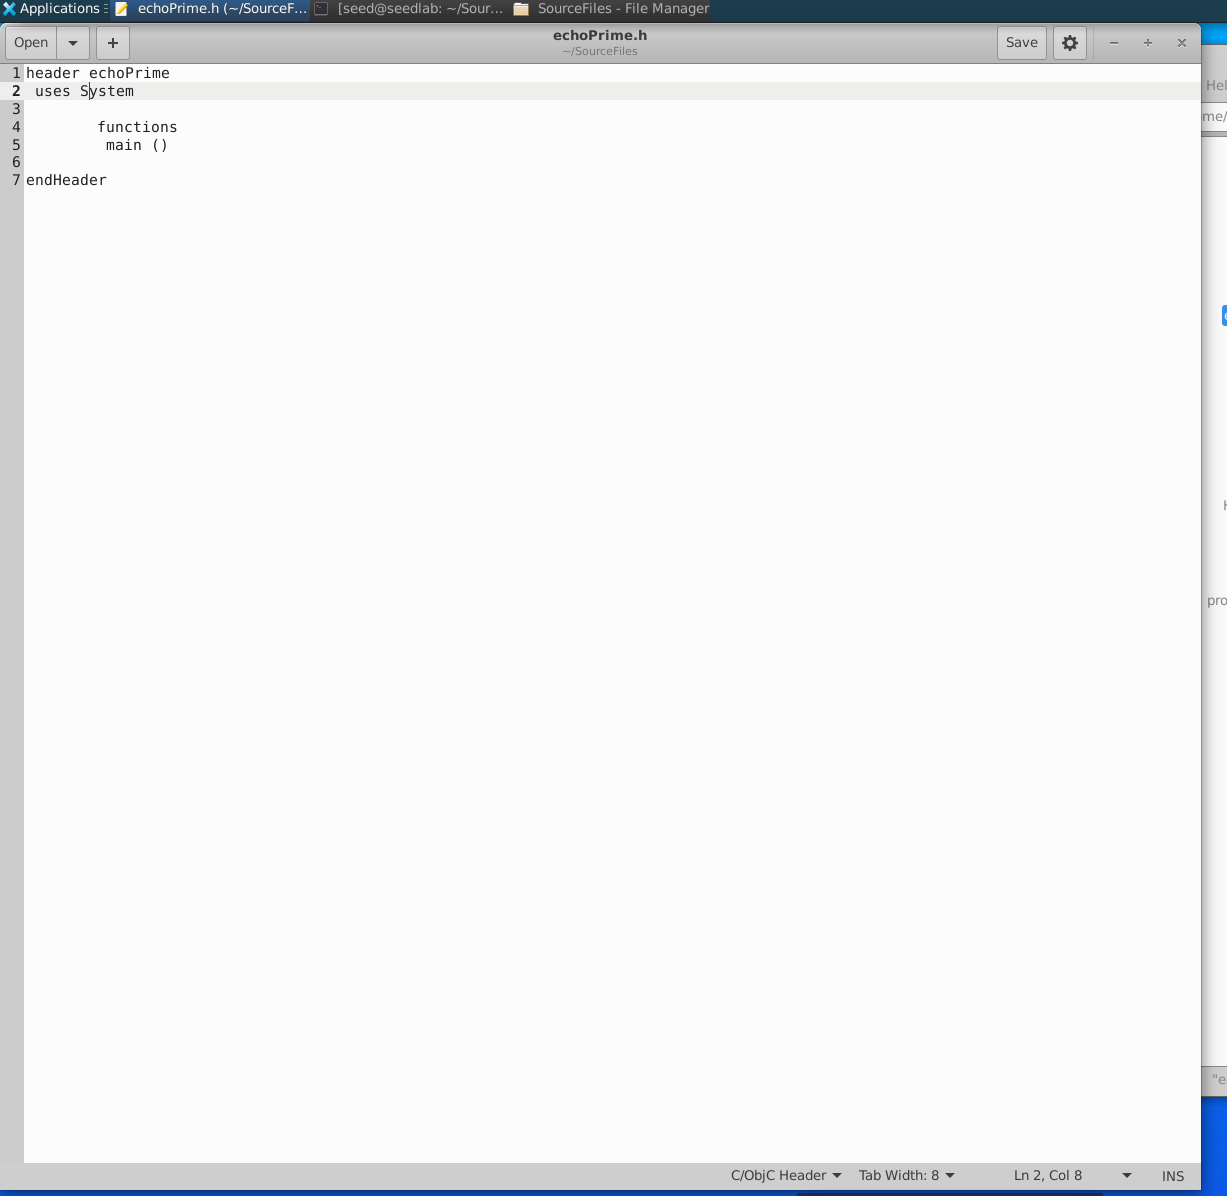 Applications
echoPrime.h (~/SourceF...
[seed@seedlab: ~/Sour...
SourceFiles - File Manager
Open
+
echoPrime.h
~/SourceFiles
Save
Hel
me/
1 header echoPrime
2  uses System
3
4         functions
5          main ()
6
7 endHeader
pro
"e
C/ObjC Header
Tab Width: 8
Ln 2, Col 8
INS